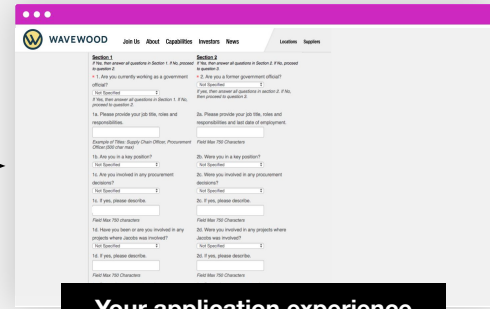 WAVEWOOD
Join Us About Capabilities Investors News
Locations Suppliers
Section 1
If Yes, then answer all questions in Section 1. If No, proceed
to question 2.
1. Are you currently working as a government
official?
Not Specified
If Yes, then answer all questions in Section 1. If No,
proceed to question 2.
1a. Please provide your job title, roles and
responsibilities.
Example of Titles: Supply Chain Officer, Procurement
Officer (500 char max)
1b. Are you in a key position?
Not Specified
1c. Are you involved in any procurement
decisions?
Not Specified
1c. If yes, please describe.
Field Max 750 Characters
1d. Have you been or are you involved in any
projects where Jacobs was involved?
Not Specified
1d. If yes, please describe.
Field Max 750 Characters
Section 2
If Yes, then answer all questions in Section 2. If No, proceed
to question 3.
2. Are you a former government official?
Not Specified
If yes, then answer all questions in section 2. If No,
then proceed to question 3.
2a. Please provide your job title, roles and
responsibilities and last date of employment.
Field Max 750 Characters
2b. Were you in a key position?
Not Specified
2c. Were you involved in any procurement
decisions?
Not Specified
2c. If yes, please describe.
Field Max 750 Characters
2d. Were you involved in any projects where
Jacobs was involved?
Not Specified
2d. If yes, please describe.
Field Max 750 Characters
Your application experience